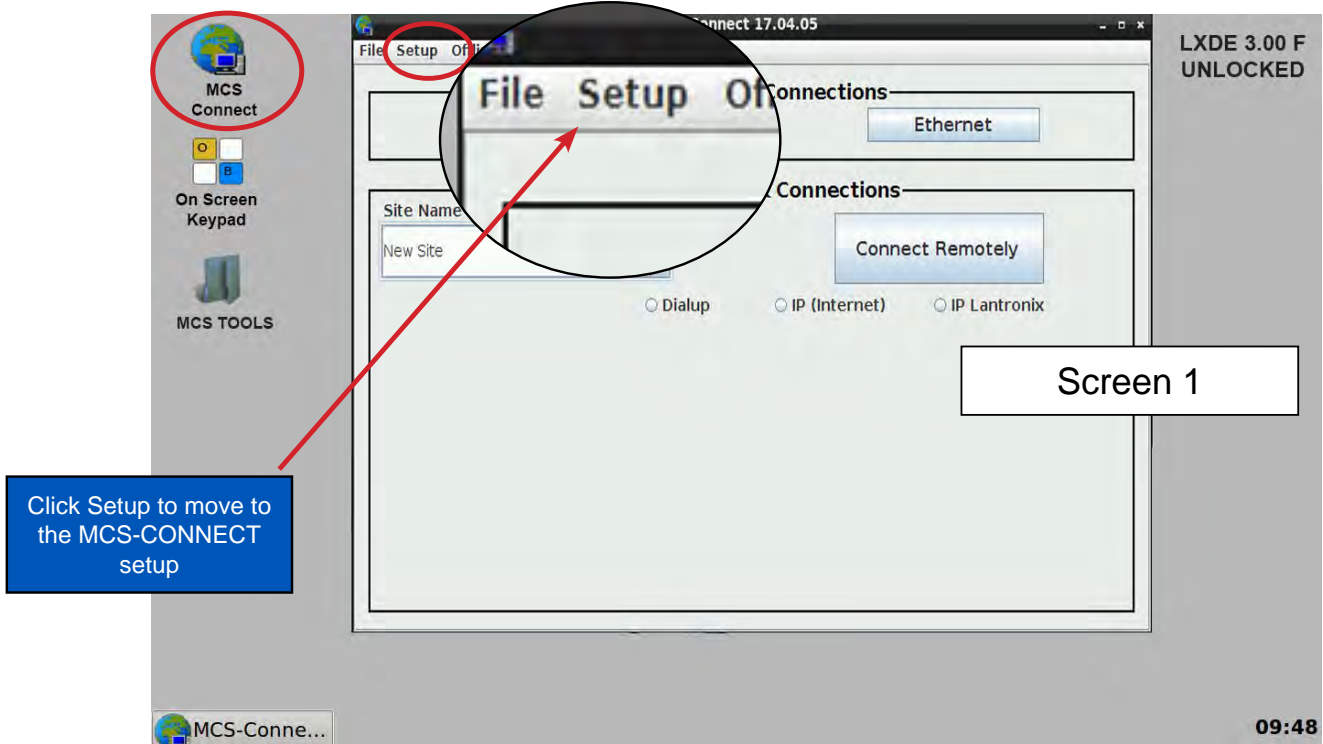 MCS
Connect
On Screen
Keypad
MCS TOOLS
onnect 17.04.05
File Setup Offli
File Setup Of
Connections
Ethernet
Connections
Site Name
New Site
Connect Remotely
Dialup
IP (Internet)
IP Lantronix
LXDE 3.00 F
UNLOCKED
Screen 1
Click Setup to move to
the MCS-CONNECT
setup
O
B
MCS-Conne...
09:48